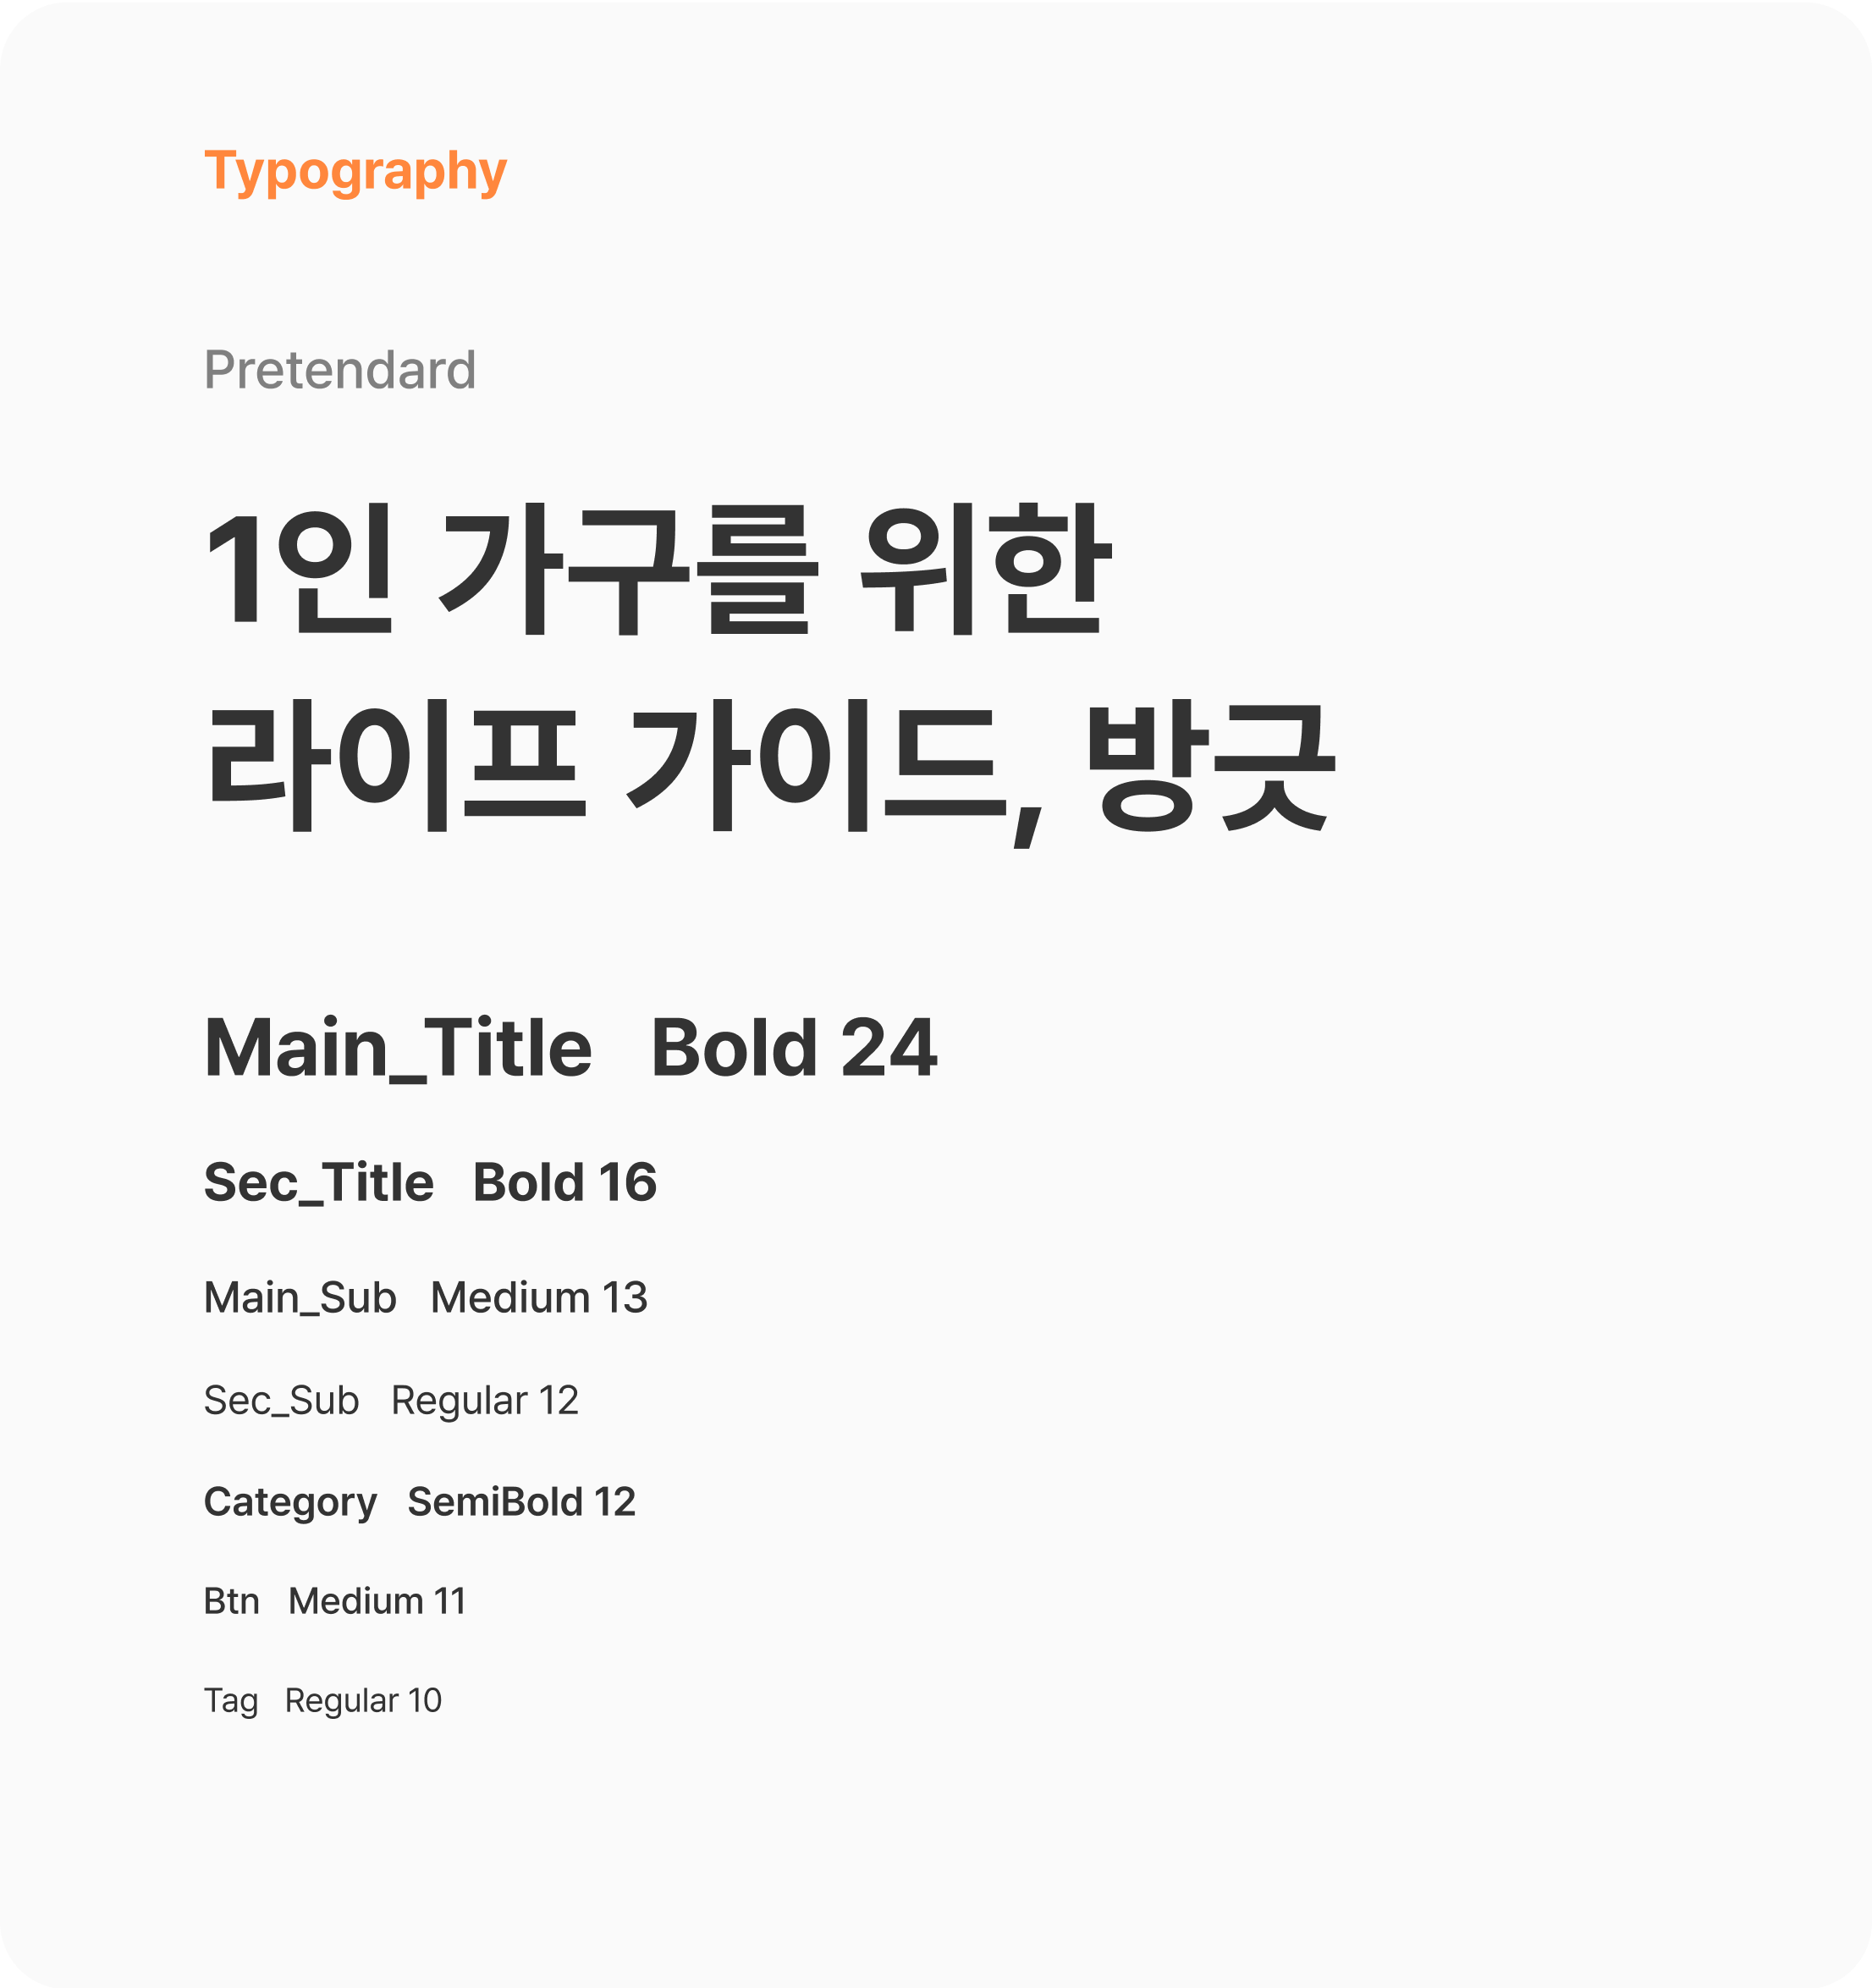 Typography
Pretendard
1인 가구를 위한
라이프 가이드, 방긋
Main_Title Bold 24
Sec_Title Bold 16
Main_Sub Medium 13
Sec_Sub Regular 12
Category SemiBold 12
Btn Medium 11
Tag Regular 10